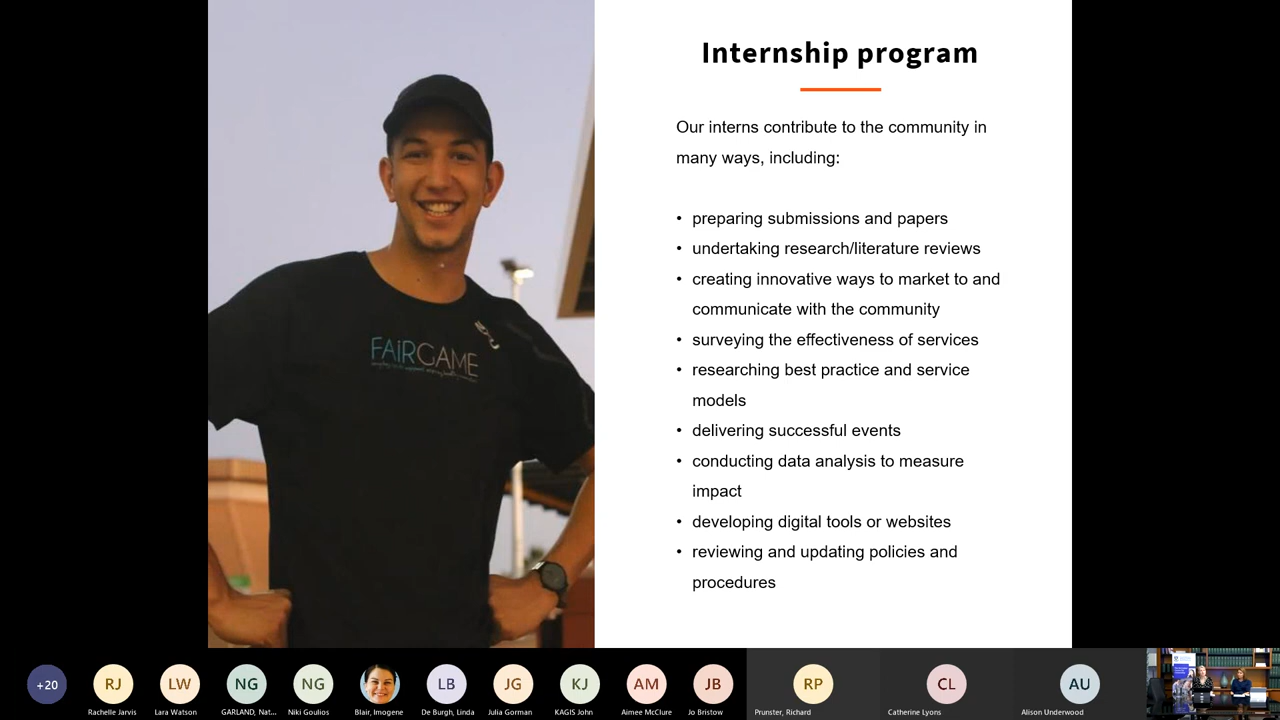 Internship program
Our interns contribute to the community in
many ways, including:
• preparing submissions and papers
• undertaking research/literature reviews
• creating innovative ways to market to and
communicate with the community
• surveying the effectiveness of services
• researching best practice and service
models
• delivering successful events
• conducting data analysis to measure
impact
• developing digital tools or websites
• reviewing and updating policies and
procedures
FAiRGAME
+20
RJ
LW
NG
NG
LB
JG
KJ
AM
JB
RP
CL
AU
Rachelle Jarvis
Lara Watson
GARLAND, Nat...
Niki Goulios
Blair, Imogene
De Burgh, Linda
Julia Gorman
KAGIS John
Aimee McClure
Jo Bristow
Prunster, Richard
Catherine Lyons
Alison Underwood